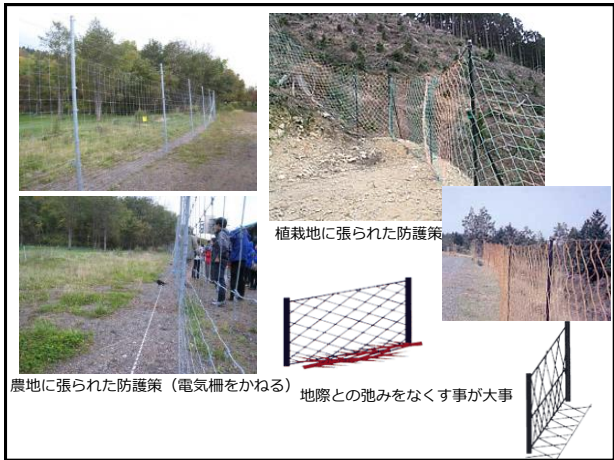 植栽地に張られた防護策
農地に張られた防護策（電気柵をかねる）
地際との弛みをなくす事が大事